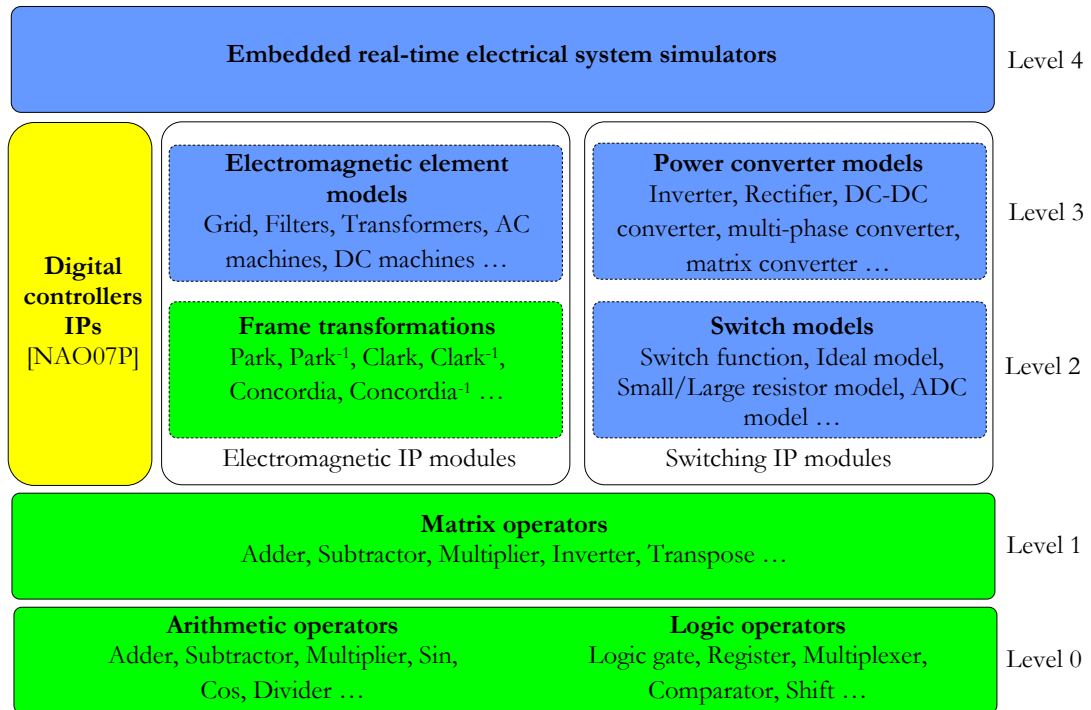 Embedded real-time electrical system simulators
Level 4
Digital
controllers
IPs
[NAO07P]
Electromagnetic element
models
Grid, Filters, Transformers, AC
machines, DC machines …
Power converter models
Inverter, Rectifier, DC-DC
converter, multi-phase converter,
matrix converter …
Level 3
Frame transformations
Park, Park⁻¹, Clark, Clark⁻¹,
Concordia, Concordia⁻¹ …
Switch models
Switch function, Ideal model,
Small/Large resistor model, ADC
model …
Level 2
Electromagnetic IP modules
Switching IP modules
Matrix operators
Adder, Subtractor, Multiplier, Inverter, Transpose …
Level 1
Arithmetic operators
Adder, Subtractor, Multiplier, Sin,
Cos, Divider …
Logic operators
Logic gate, Register, Multiplexer,
Comparator, Shift …
Level 0